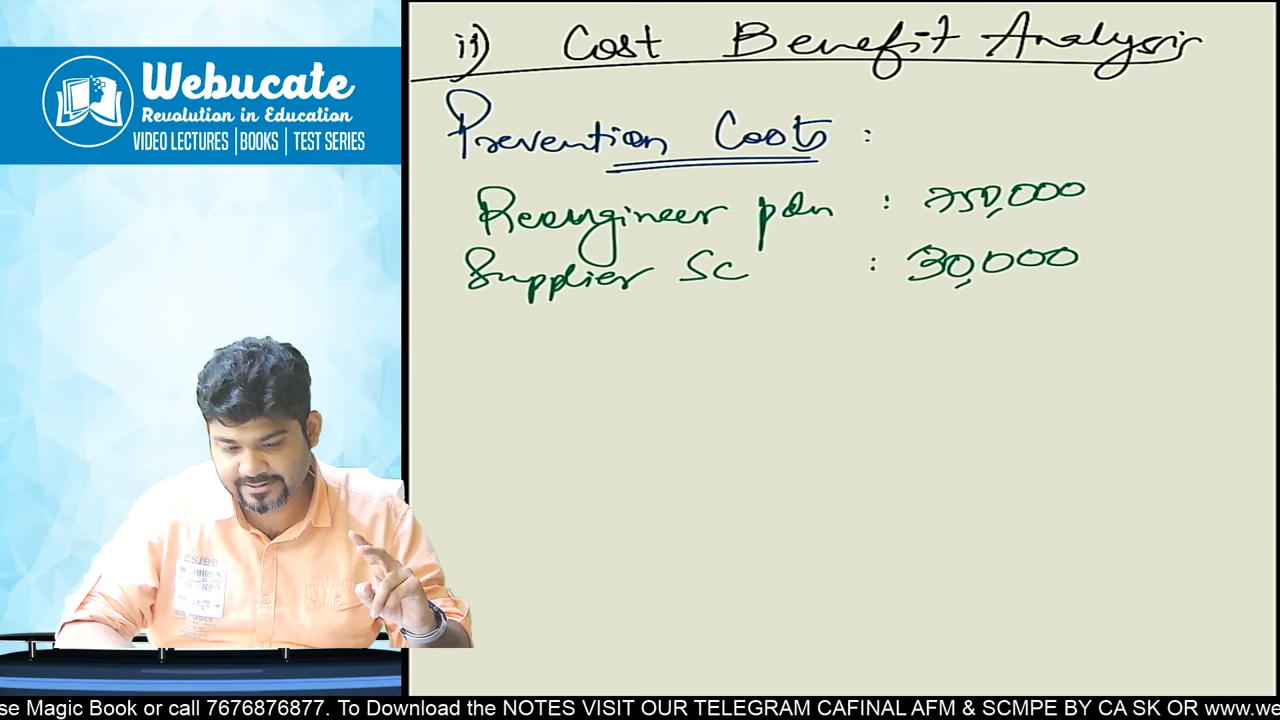 Webucate
Revolution in Education
VIDEO LECTURES | BOOKS | TEST SERIES
ii) Cost Benefit Analysis
Prevention Costs :
Reengineer pdn : 750,000
Supplier SC : 30,000
CS/99
se Magic Book or call 7676876877. To Download the NOTES VISIT OUR TELEGRAM CAFINAL AFM & SCMPE BY CA SK OR www.we